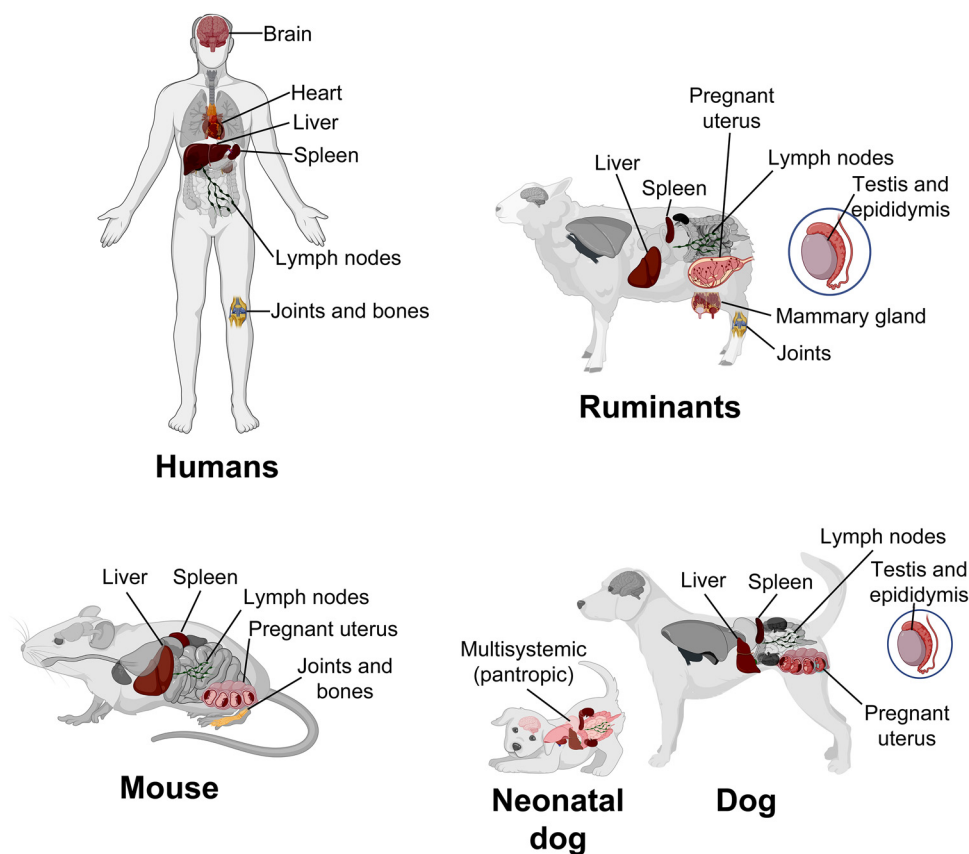 Brain
Heart
Liver
Spleen
Lymph nodes
Joints and bones
Humans
Pregnant
uterus
Liver
Spleen
Lymph nodes
Testis and
epididymis
Mammary gland
Joints
Ruminants
Liver
Spleen
Lymph nodes
Pregnant uterus
Joints and
bones
Mouse
Multisystemic
(pantropic)
Neonatal
dog
Liver
Spleen
Lymph nodes
Testis and
epididymis
Pregnant
uterus
Dog